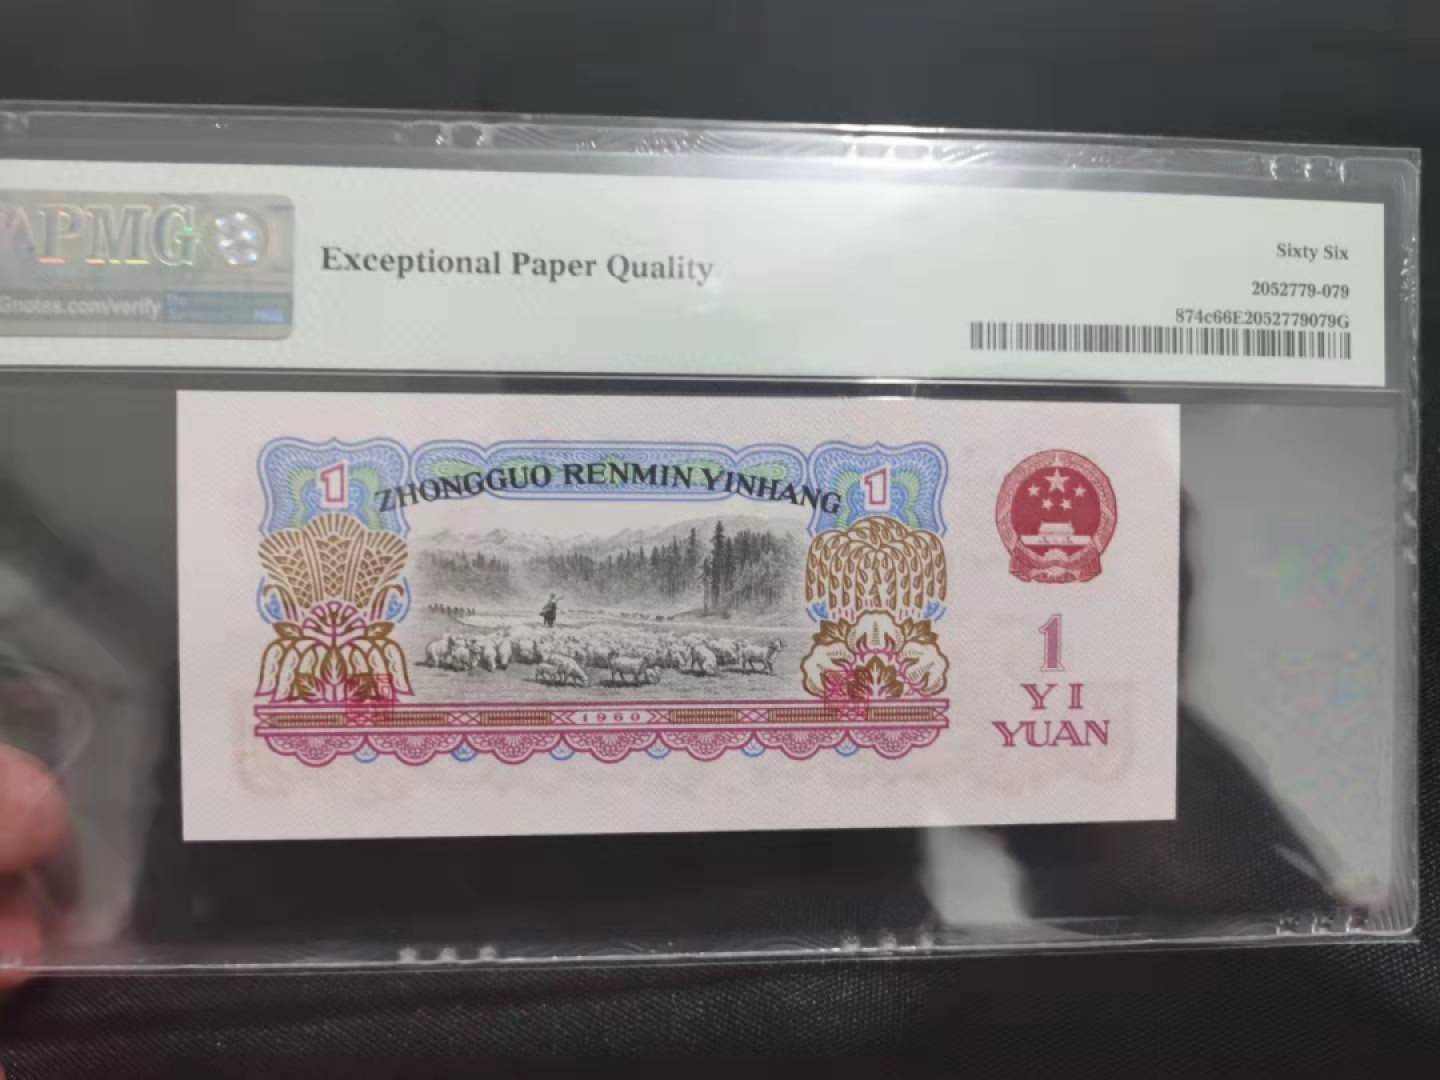 PMG
Gnotes.com/verify
Exceptional Paper Quality
Sixty Six
2052779-079
874c66E2052779079G
1
ZHONGGUO RENMIN YINHANG
1
1960
1
YI
YUAN